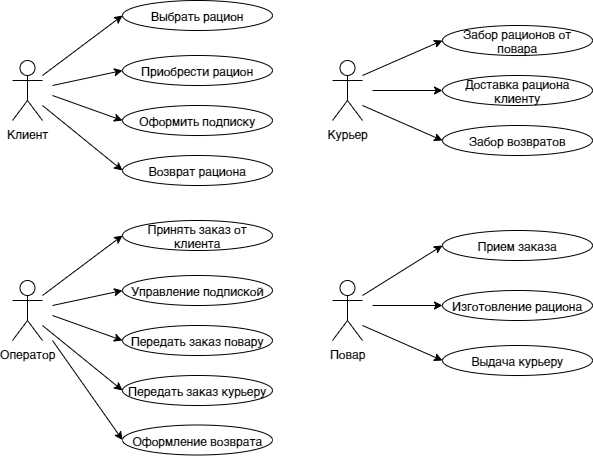 Выбрать рацион
Приобрести рацион
Оформить подписку
Возврат рациона
Клиент
Забор рационов от
повара
Доставка рациона
клиенту
Забор возвратов
Курьер
Принять заказ от
клиента
Управление подпиской
Передать заказ повару
Передать заказ курьеру
Оформление возврата
Оператор
Прием заказа
Изготовление рациона
Выдача курьеру
Повар